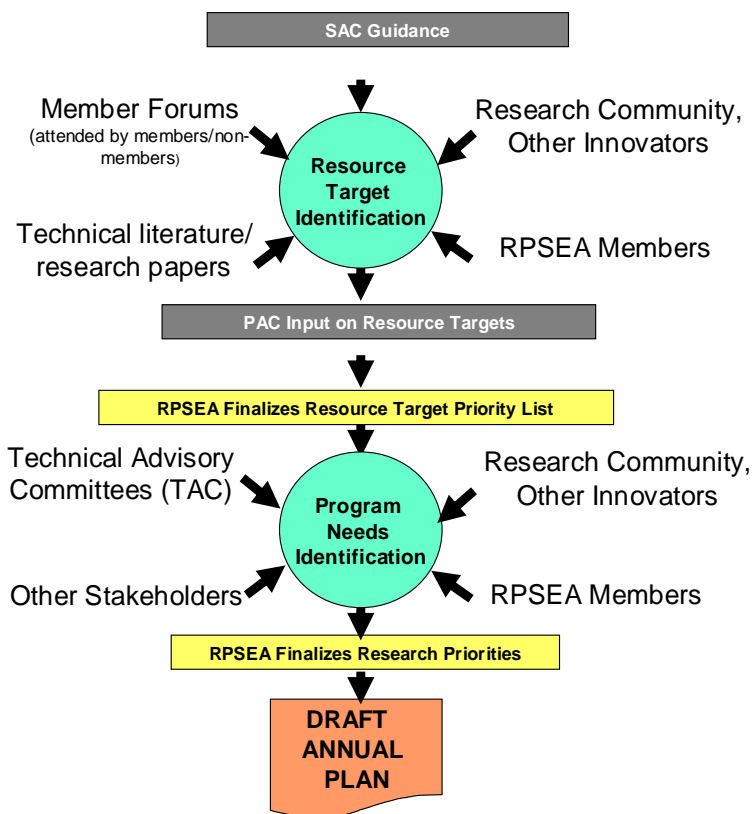 SAC Guidance
Member Forums
(attended by members/non-
members)
Research Community,
Other Innovators
Resource
Target
Identification
Technical literature/
research papers
RPSEA Members
PAC Input on Resource Targets
RPSEA Finalizes Resource Target Priority List
Technical Advisory
Committees (TAC)
Research Community,
Other Innovators
Program
Needs
Identification
Other Stakeholders
RPSEA Members
RPSEA Finalizes Research Priorities
DRAFT
ANNUAL
PLAN